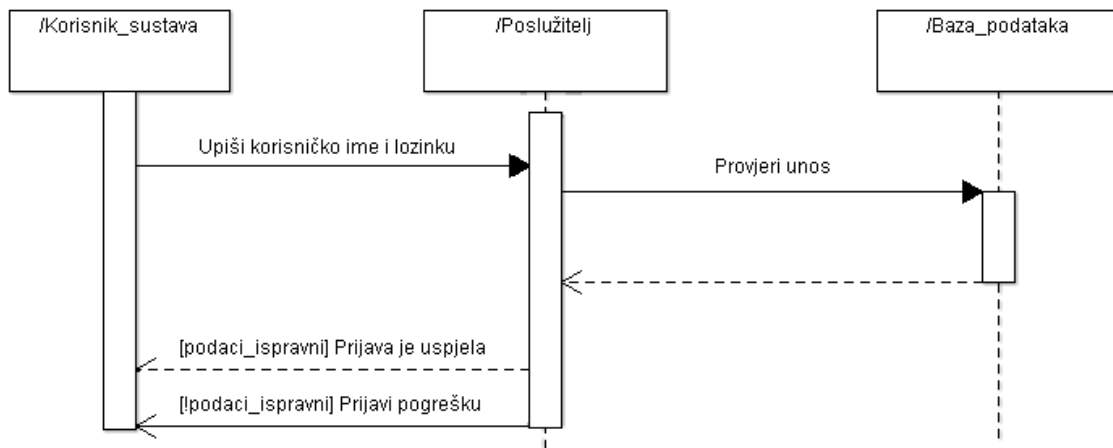 /Korisnik_sustava
/Poslužitelj
/Baza_podataka
Upiši korisničko ime i lozinku
Provjeri unos
[podaci_ispravni] Prijava je uspjela
[!podaci_ispravni] Prijavi pogrešku